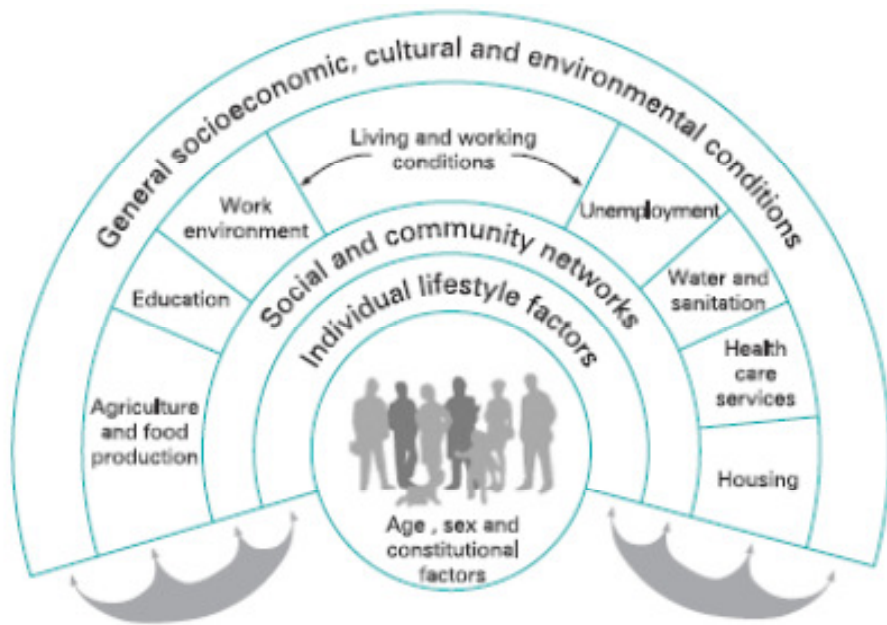 General socioeconomic, cultural and environmental conditions
Living and working
conditions
Work
environment
Unemployment
Education
Water and
sanitation
Agriculture
and food
production
Health
care
services
Housing
Social and community networks
Individual lifestyle factors
Age , sex and
constitutional
factors